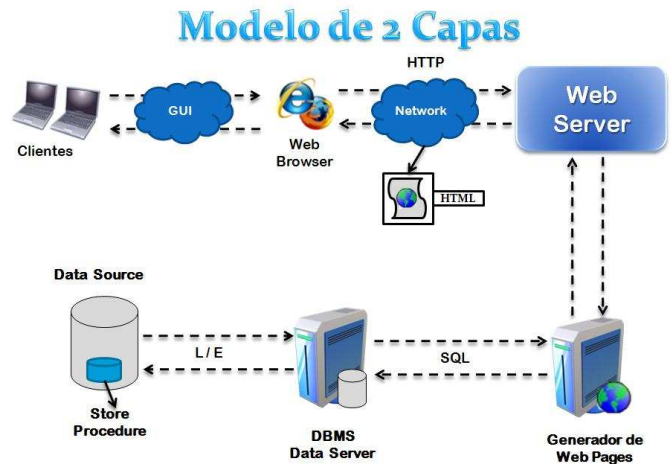 Modelo de 2 Capas
HTTP
GUI
Network
Web
Server
Clientes
Web
Browser
HTML
Data Source
L / E
SQL
Store
Procedure
DBMS
Data Server
Generador de
Web Pages